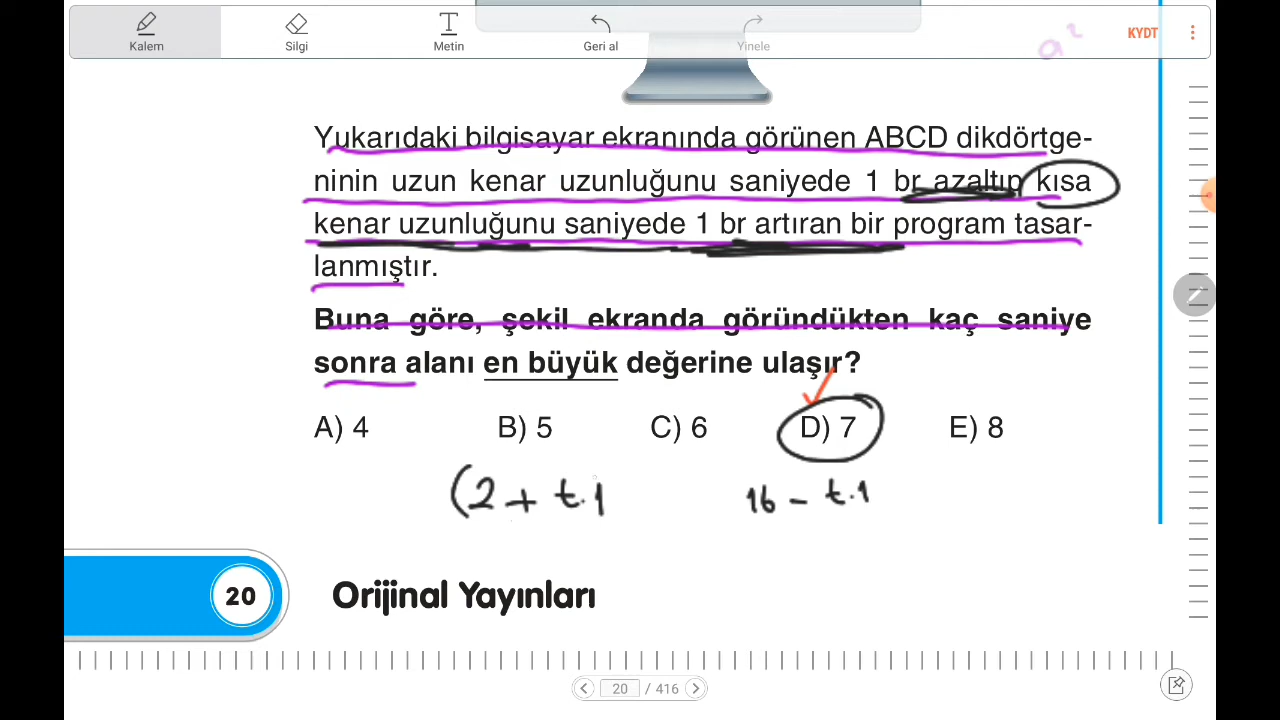 Kalem
Silgi
Metin
Geri al
Yinele
KYDT
a²
Yukarıdaki bilgisayar ekranında görünen ABCD dikdörtge-
ninin uzun kenar uzunluğunu saniyede 1 br azaltıp kısa
kenar uzunluğunu saniyede 1 br artıran bir program tasar-
lanmıştır.
Buna göre, şekil ekranda göründükten kaç saniye
sonra alanı en büyük değerine ulaşır?
A) 4 B) 5 C) 6 D) 7 E) 8
(2 + t.1 16 - t.1
20 Orijinal Yayınları
20 / 416